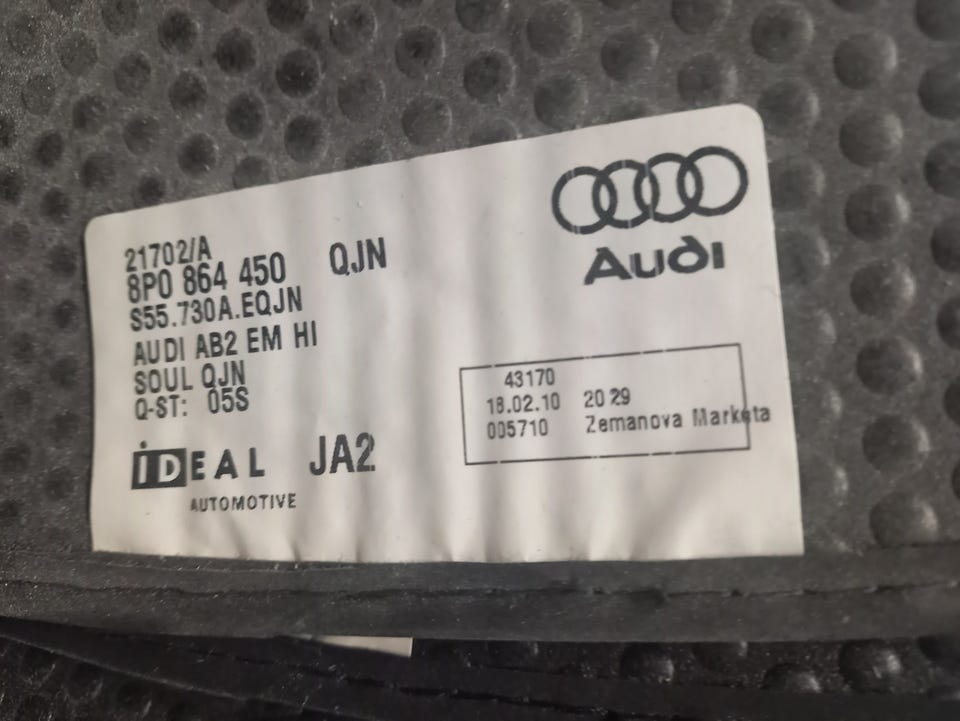 21702/A
8P0 864 450 QJN
S55.730A.EQJN
AUDI AB2 EM HI
SOUL QJN
Q-ST: 05S
iDEAL JA2
AUTOMOTIVE
Audi
43170
18.02.10 20 29
005710 Zemanova Marketa